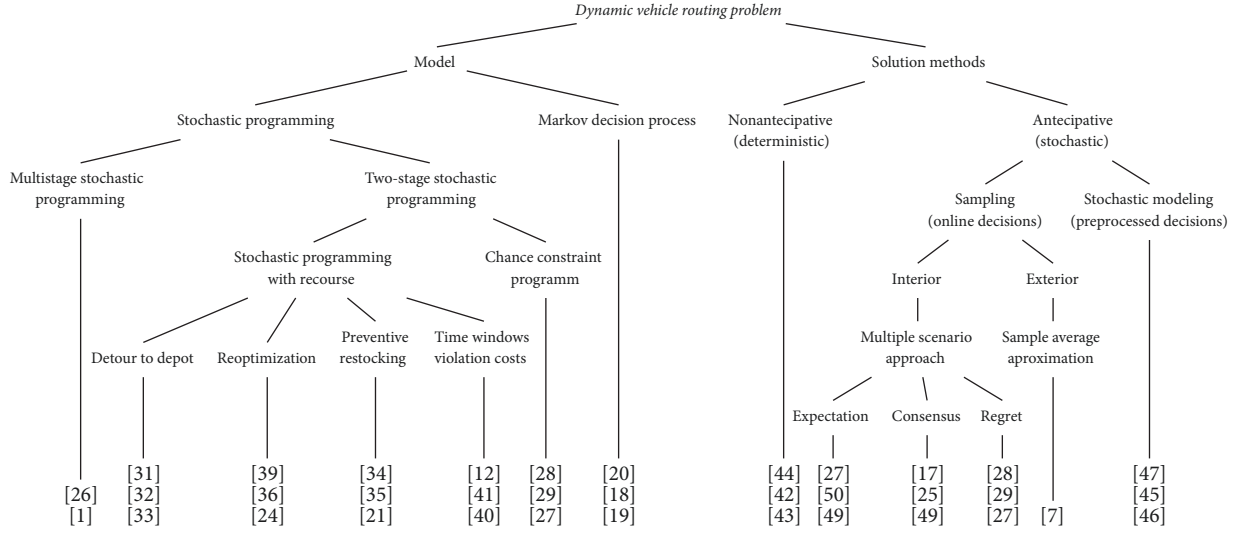 Dynamic vehicle routing problem
Model
Solution methods
Stochastic programming
Markov decision process
Nonantecipative
(deterministic)
Antecipative
(stochastic)
Multistage stochastic
programming
Two-stage stochastic
programming
Sampling
(online decisions)
Stochastic modeling
(preprocessed decisions)
Stochastic programming
with recourse
Chance constraint
programm
Interior
Exterior
Detour to depot
Reoptimization
Preventive
restocking
Time windows
violation costs
Multiple scenario
approach
Sample average
aproximation
Expectation
Consensus
Regret
[26]
[1]
[31]
[32]
[33]
[39]
[36]
[24]
[34]
[35]
[21]
[12]
[41]
[40]
[28]
[29]
[27]
[20]
[18]
[19]
[44]
[42]
[43]
[27]
[50]
[49]
[17]
[25]
[49]
[28]
[29]
[27]
[7]
[47]
[45]
[46]